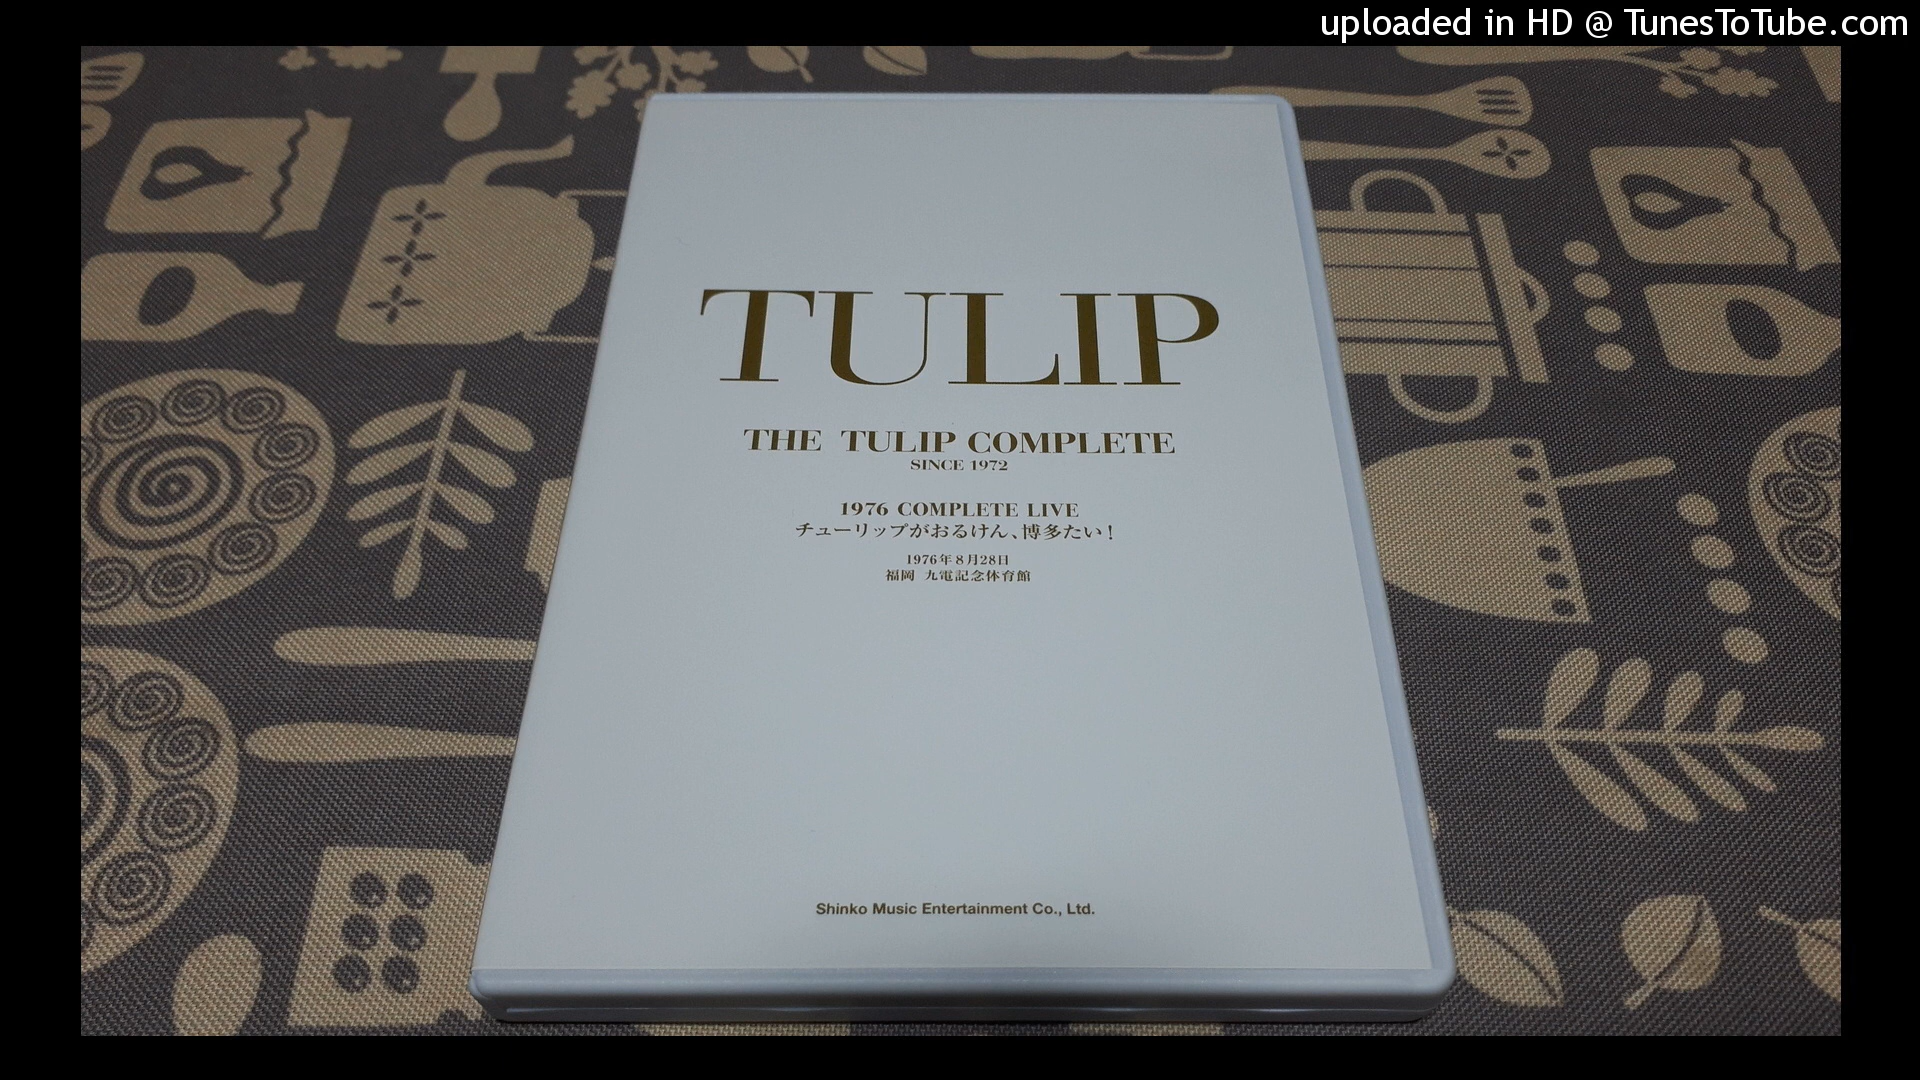 uploaded in HD @ TunesToTube.com
TULIP
THE TULIP COMPLETE
SINCE 1972
1976 COMPLETE LIVE
チューリップがおるけん、博多たい！
1976年8月28日
福岡 九電記念体育館
Shinko Music Entertainment Co., Ltd.